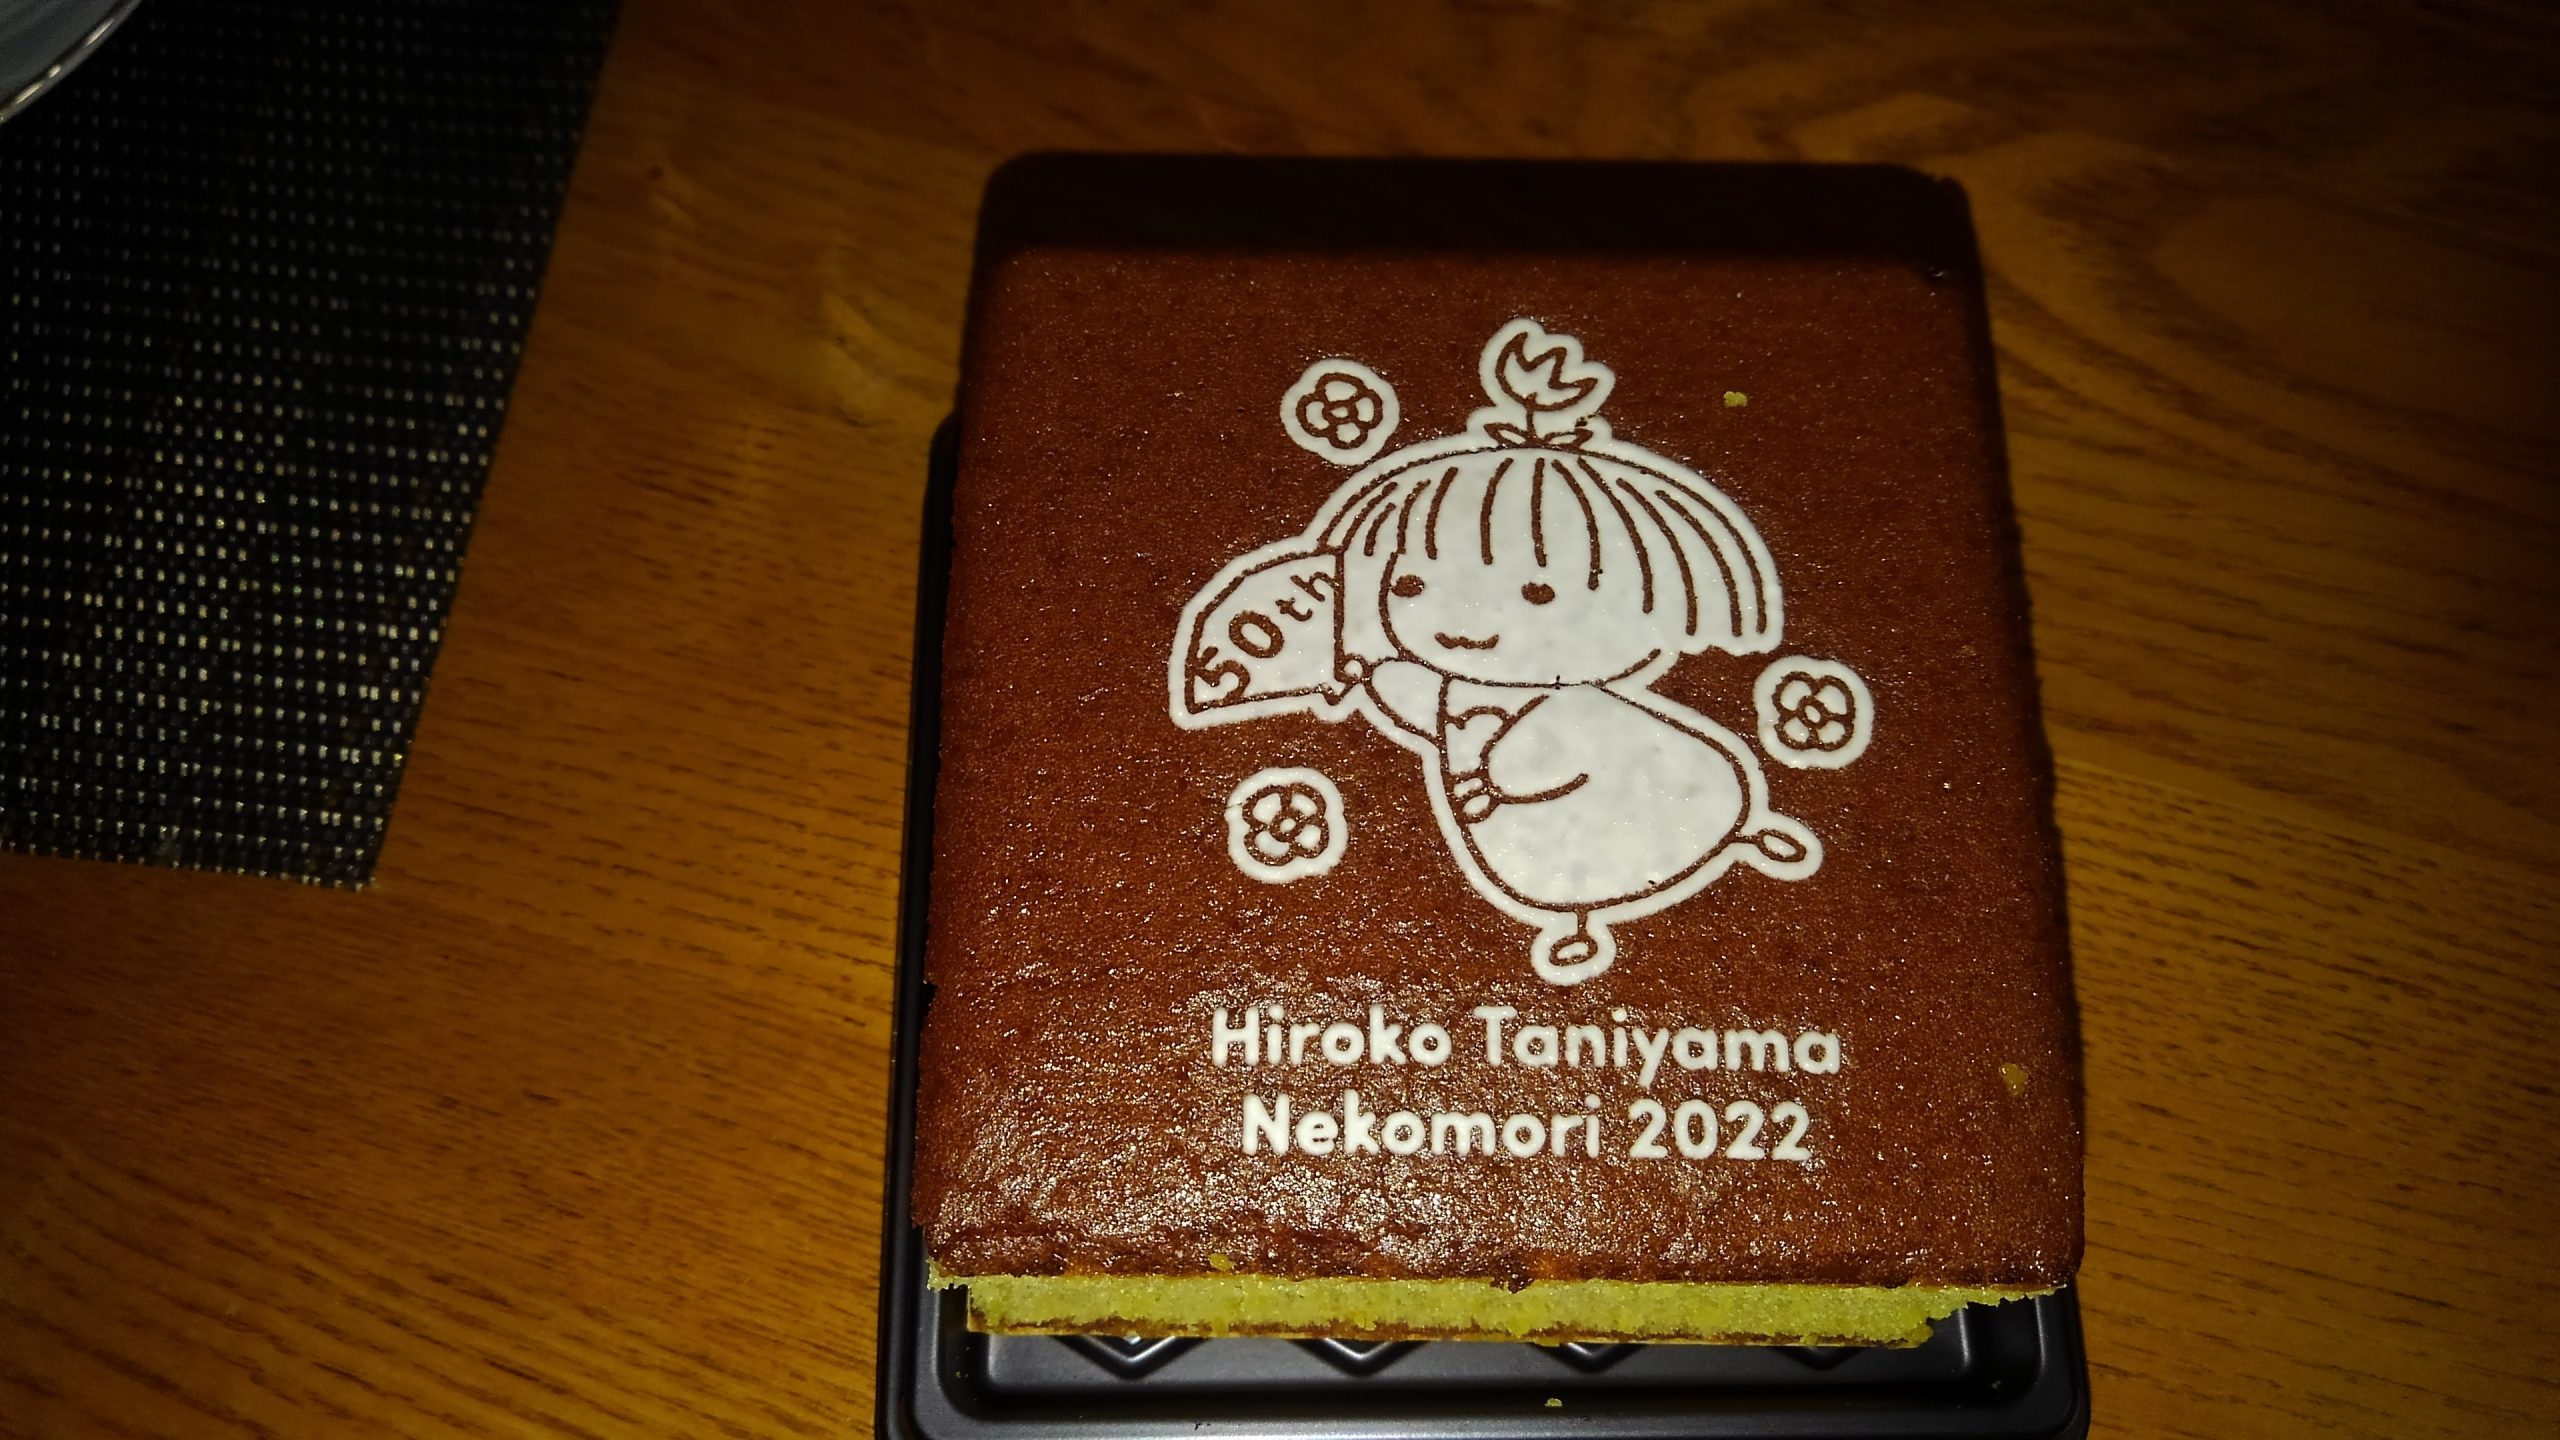 50th
Hiroko Taniyama
Nekomori 2022